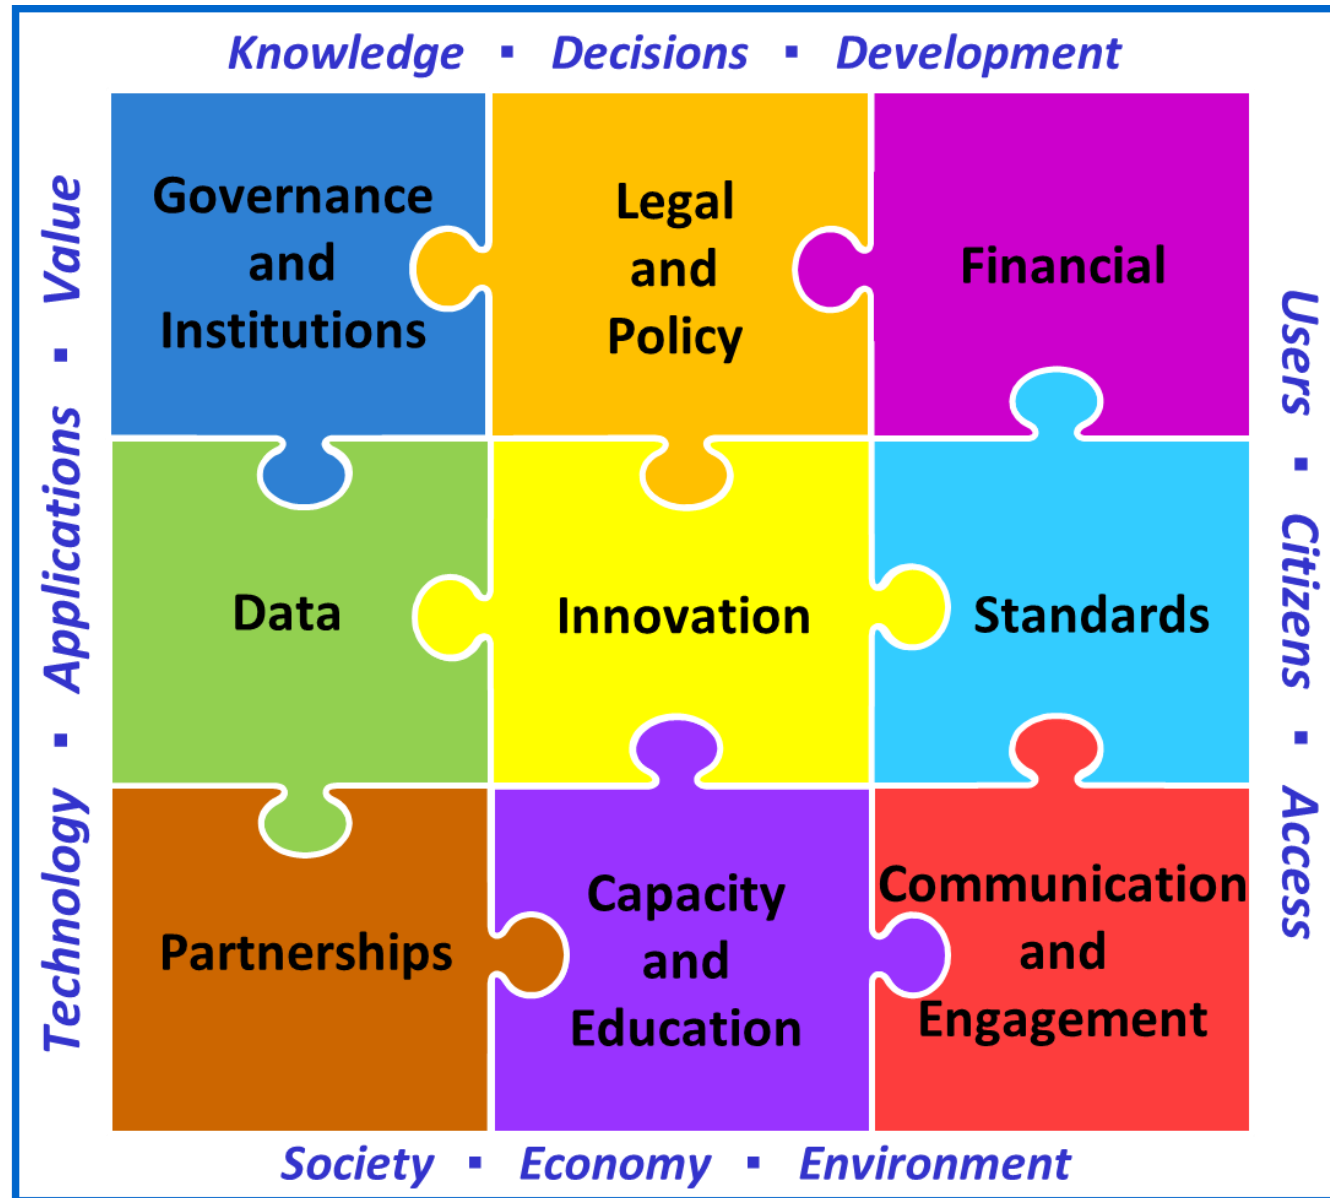 Knowledge ▪ Decisions ▪ Development
Technology ▪ Applications ▪ Value
Governance
and
Institutions
Legal
and
Policy
Financial
Data
Innovation
Standards
Partnerships
Capacity
and
Education
Communication
and
Engagement
Users ▪ Citizens ▪ Access
Society ▪ Economy ▪ Environment